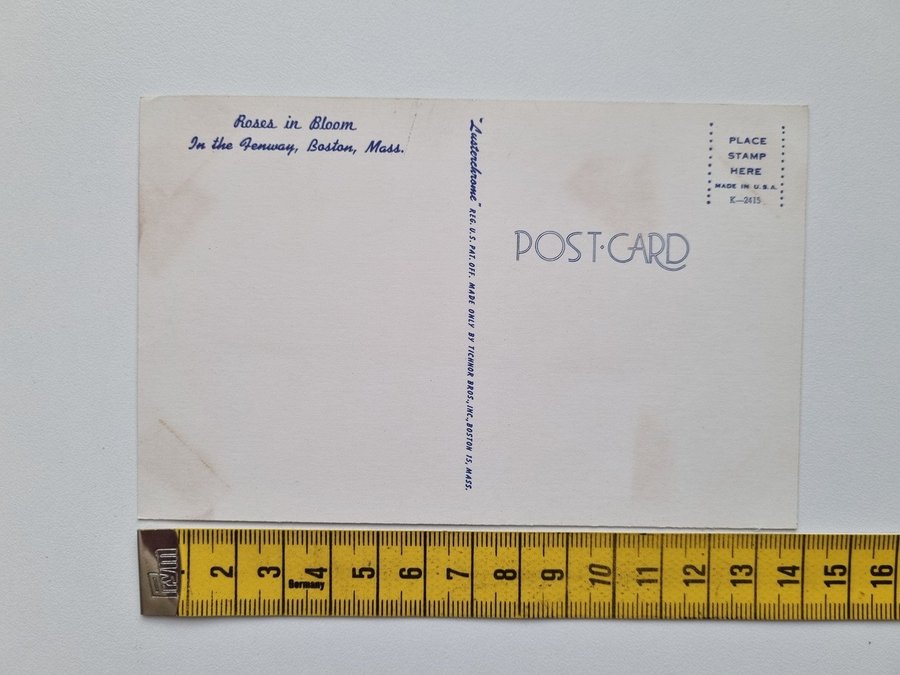 Roses in Bloom
In the Fenway, Boston, Mass.
"Lusterchrome" REG. U.S. PAT. OFF. MADE ONLY BY TICHNOR BROS., INC., BOSTON 15, MASS.
PLACE
STAMP
HERE
MADE IN U.S.A.
K—2415
POST·CARD
2 3 4 5 6 7 8 9 10 11 12 13 14 15 16
Germany